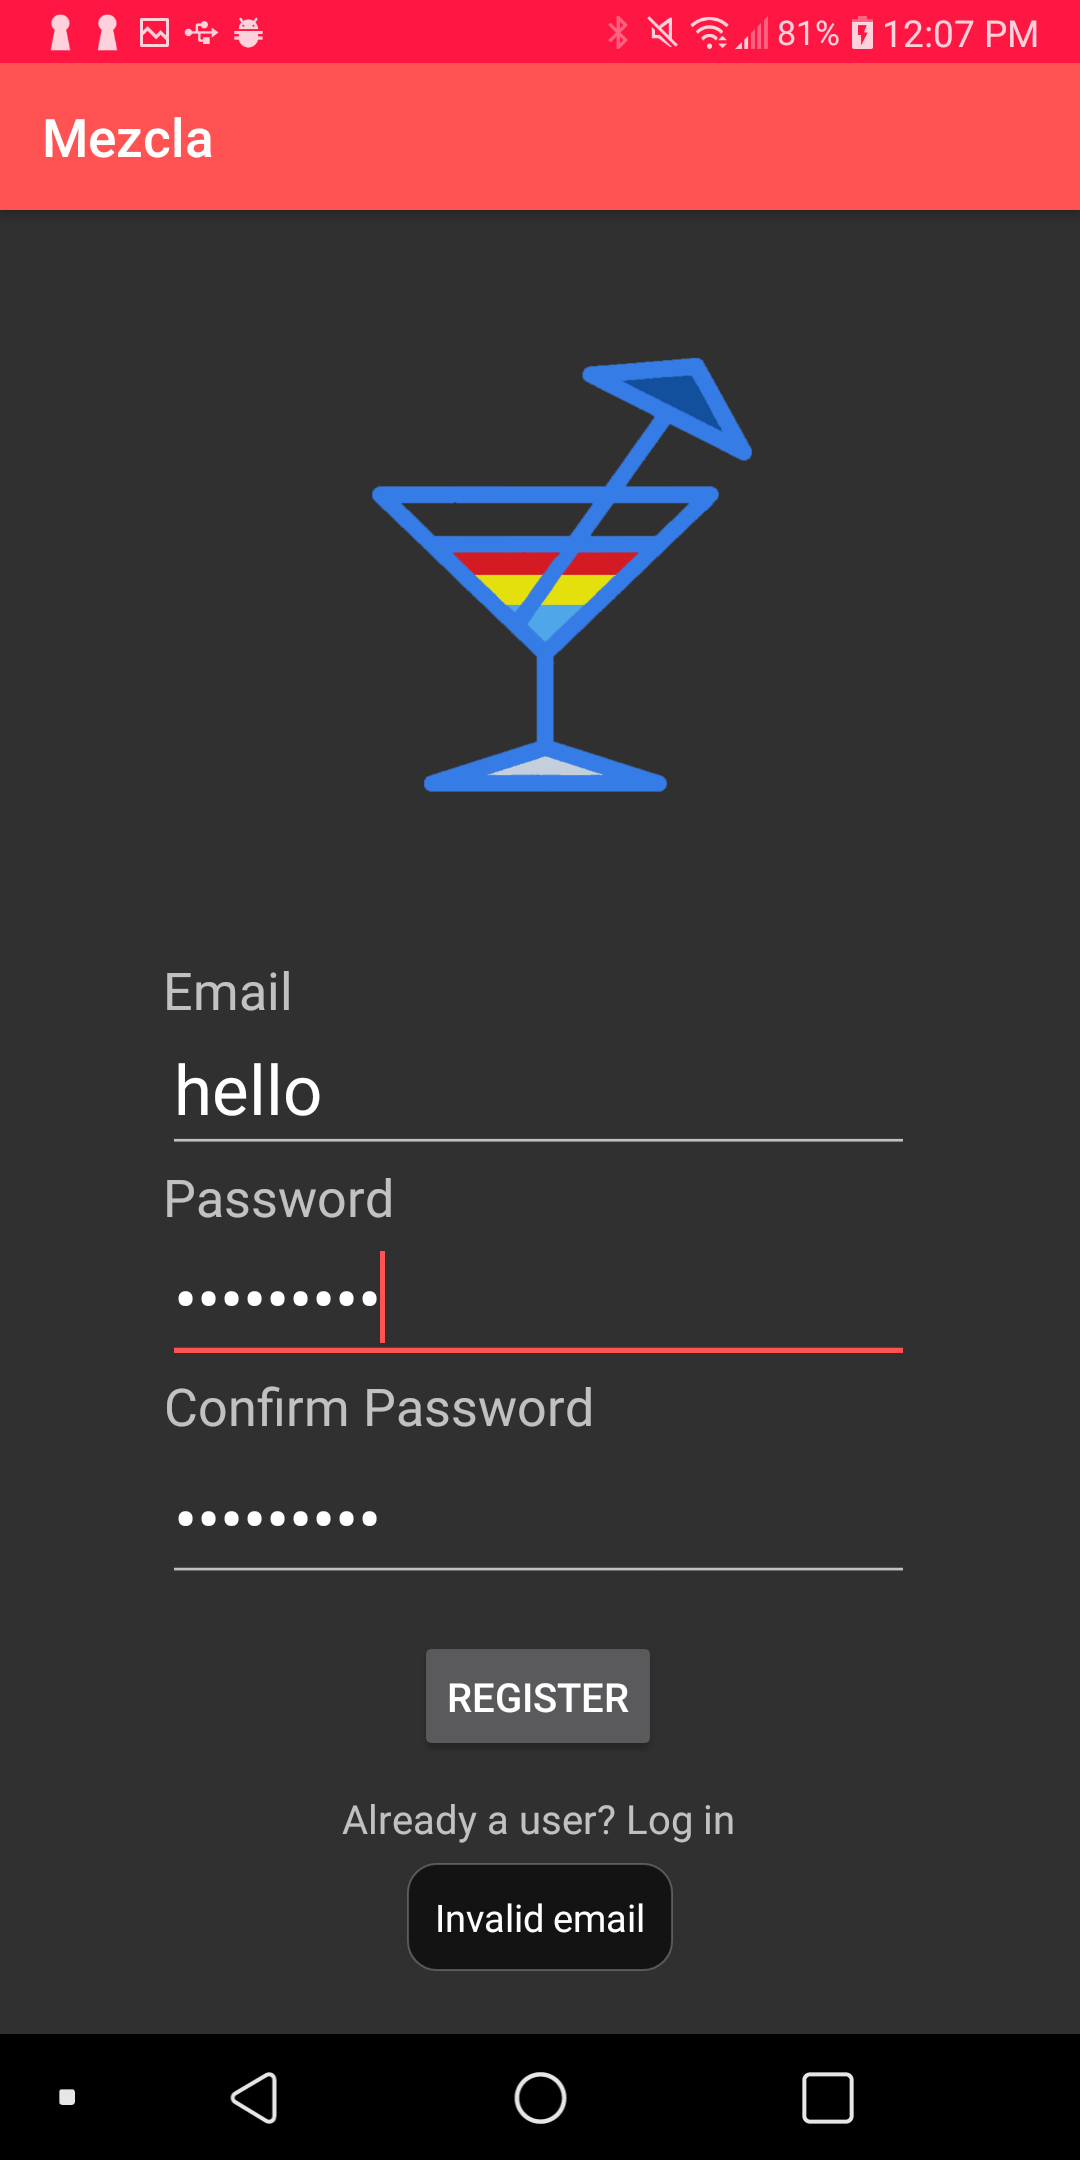 81% 12:07 PM
Mezcla
Email
hello
Password
•••••••••
Confirm Password
•••••••••
REGISTER
Already a user? Log in
Invalid email